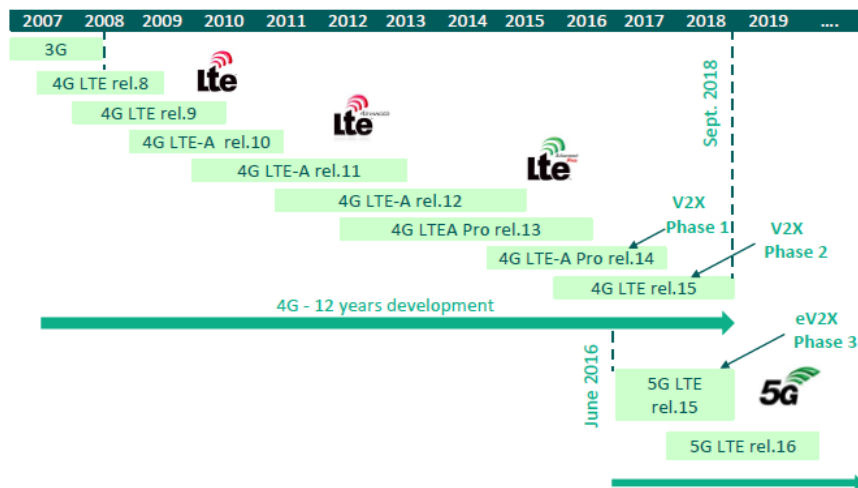 2007 2008 2009 2010 2011 2012 2013 2014 2015 2016 2017 2018 2019 ....
3G
4G LTE rel.8
Lte
4G LTE rel.9
4G LTE-A rel.10
Lte
ADVANCED
4G LTE-A rel.11
Sept. 2018
Lte
Advanced
Pro
4G LTE-A rel.12
4G LTEA Pro rel.13
V2X
Phase 1
4G LTE-A Pro rel.14
V2X
Phase 2
4G LTE rel.15
4G - 12 years development
eV2X
Phase 3
June 2016
5G LTE
rel.15
5G
5G LTE rel.16